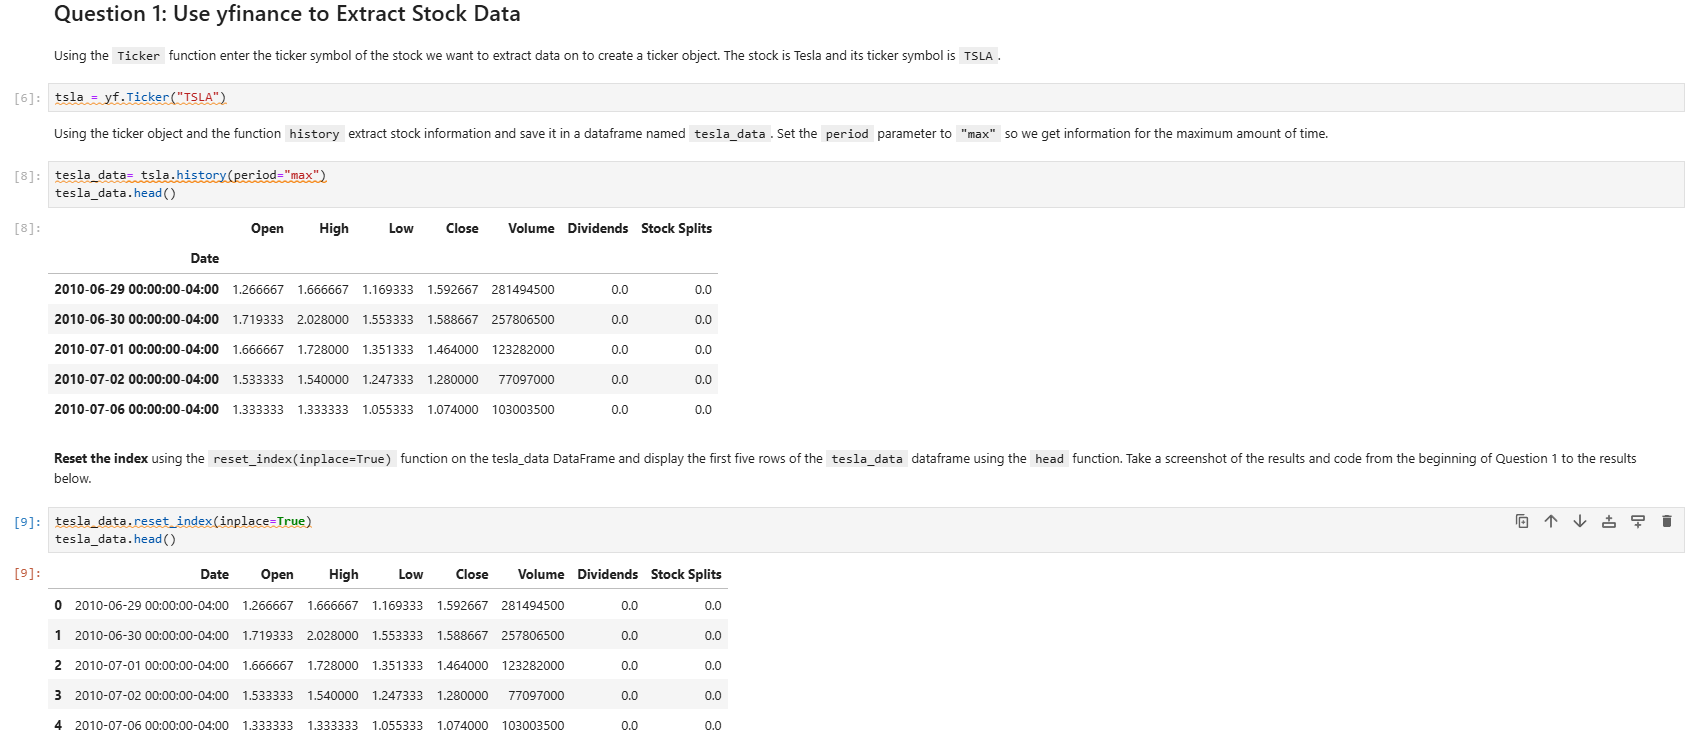 Question 1: Use yfinance to Extract Stock Data
Using the Ticker function enter the ticker symbol of the stock we want to extract data on to create a ticker object. The stock is Tesla and its ticker symbol is TSLA.
[6]: tsla = yf.Ticker("TSLA")
Using the ticker object and the function history extract stock information and save it in a dataframe named tesla_data. Set the period parameter to "max" so we get information for the maximum amount of time.
[8]: tesla_data= tsla.history(period="max")
tesla_data.head()
[8]: Open High Low Close Volume Dividends Stock Splits
Date
2010-06-29 00:00:00-04:00 1.266667 1.666667 1.169333 1.592667 281494500 0.0 0.0
2010-06-30 00:00:00-04:00 1.719333 2.028000 1.553333 1.588667 257806500 0.0 0.0
2010-07-01 00:00:00-04:00 1.666667 1.728000 1.351333 1.464000 123282000 0.0 0.0
2010-07-02 00:00:00-04:00 1.533333 1.540000 1.247333 1.280000 77097000 0.0 0.0
2010-07-06 00:00:00-04:00 1.333333 1.333333 1.055333 1.074000 103003500 0.0 0.0
Reset the index using the reset_index(inplace=True) function on the tesla_data DataFrame and display the first five rows of the tesla_data dataframe using the head function. Take a screenshot of the results and code from the beginning of Question 1 to the results
below.
[9]: tesla_data.reset_index(inplace=True)
tesla_data.head()
[9]: Date Open High Low Close Volume Dividends Stock Splits
0 2010-06-29 00:00:00-04:00 1.266667 1.666667 1.169333 1.592667 281494500 0.0 0.0
1 2010-06-30 00:00:00-04:00 1.719333 2.028000 1.553333 1.588667 257806500 0.0 0.0
2 2010-07-01 00:00:00-04:00 1.666667 1.728000 1.351333 1.464000 123282000 0.0 0.0
3 2010-07-02 00:00:00-04:00 1.533333 1.540000 1.247333 1.280000 77097000 0.0 0.0
4 2010-07-06 00:00:00-04:00 1.333333 1.333333 1.055333 1.074000 103003500 0.0 0.0